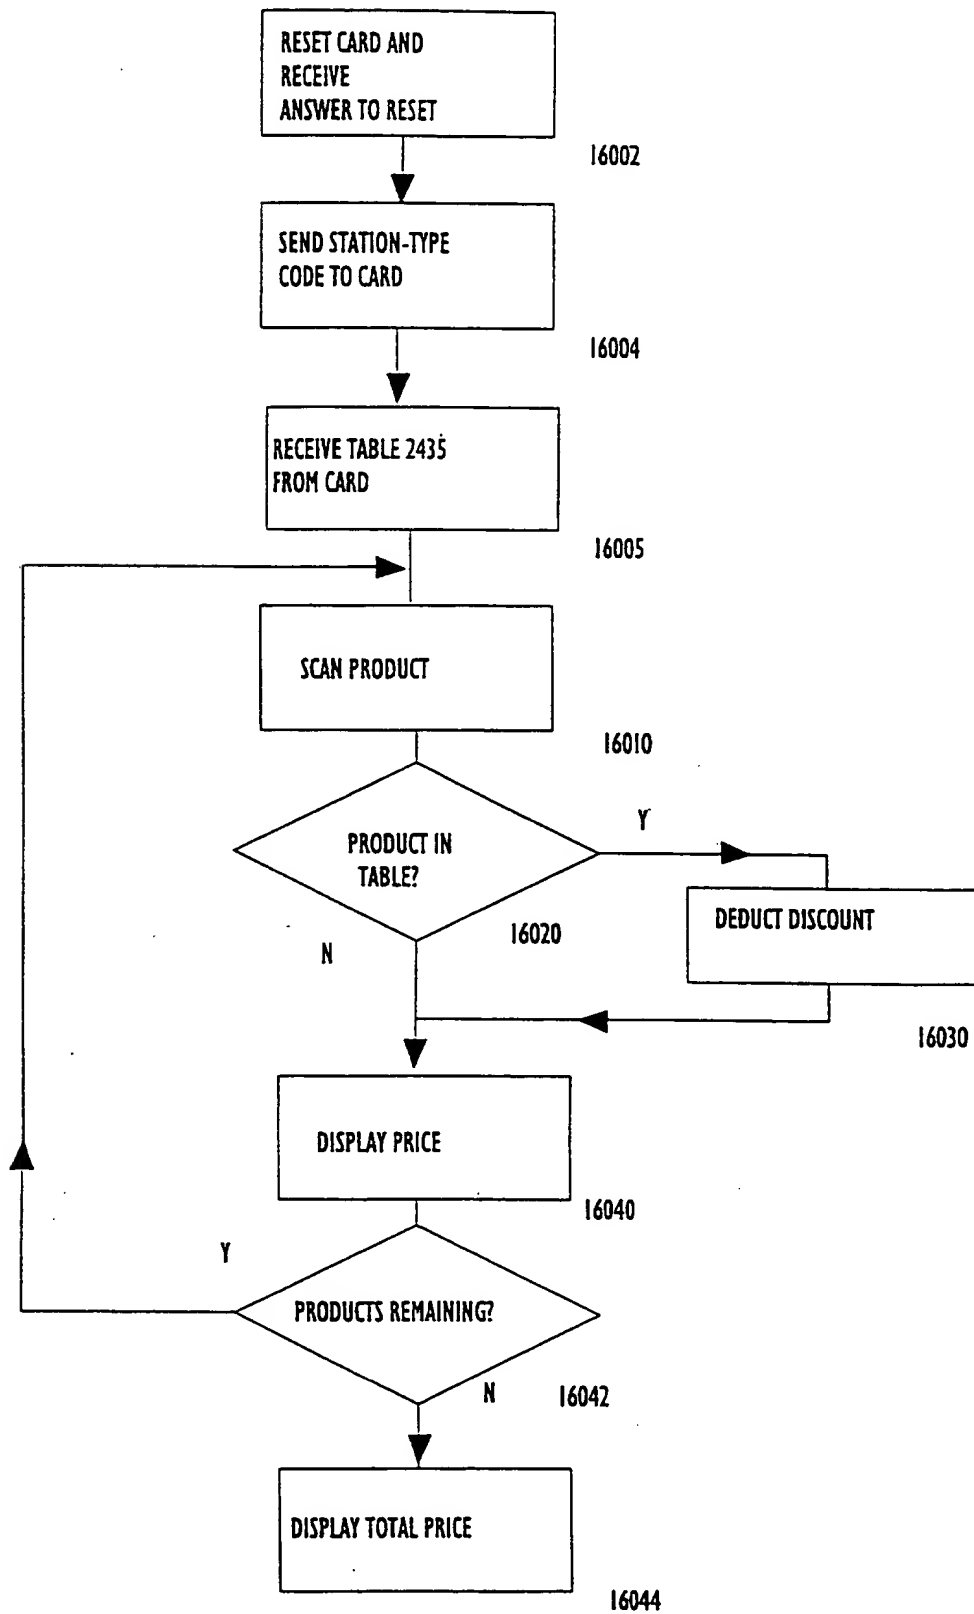 RESET CARD AND
RECEIVE
ANSWER TO RESET
16002
SEND STATION-TYPE
CODE TO CARD
16004
RECEIVE TABLE 2435
FROM CARD
16005
SCAN PRODUCT
16010
PRODUCT IN
TABLE?
Y
N
16020
DEDUCT DISCOUNT
16030
DISPLAY PRICE
16040
Y
PRODUCTS REMAINING?
N
16042
DISPLAY TOTAL PRICE
16044